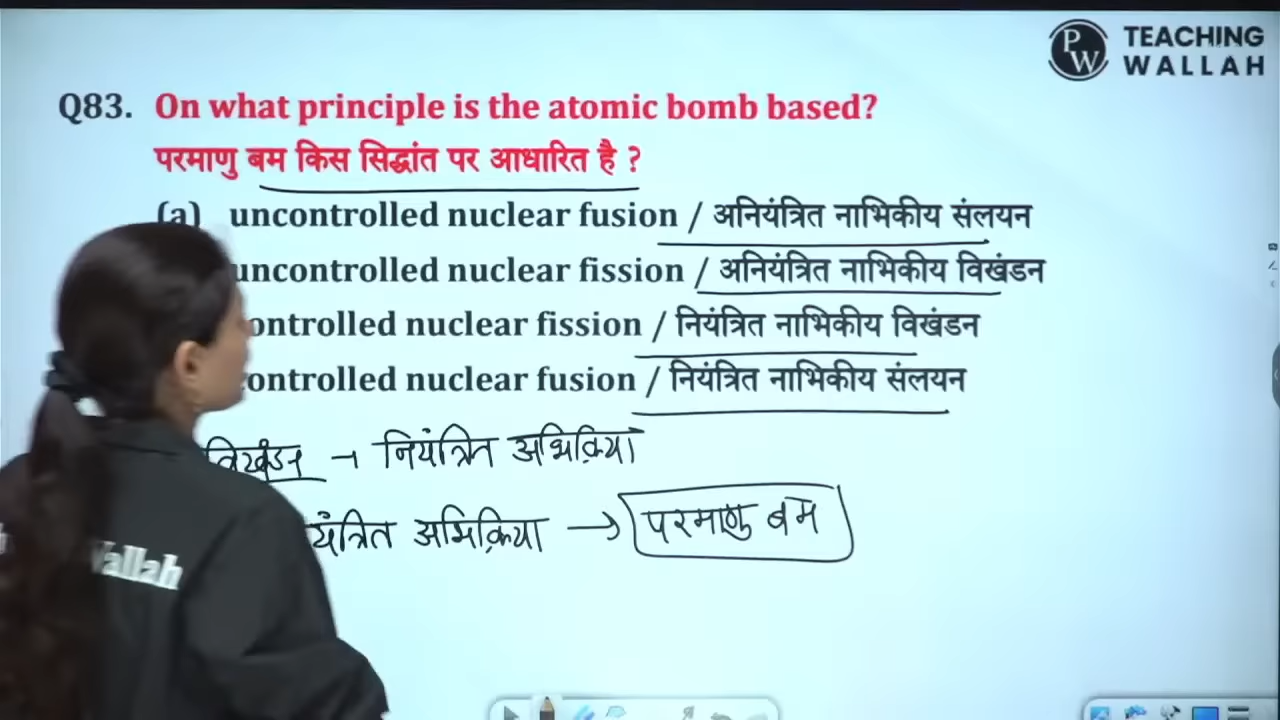 PW TEACHING
WALLAH
Q83. On what principle is the atomic bomb based?
परमाणु बम किस सिद्धांत पर आधारित है ?
(a) uncontrolled nuclear fusion / अनियंत्रित नाभिकीय संलयन
uncontrolled nuclear fission / अनियंत्रित नाभिकीय विखंडन
ontrolled nuclear fission / नियंत्रित नाभिकीय विखंडन
ontrolled nuclear fusion / नियंत्रित नाभिकीय संलयन
विखंडन → नियंत्रित अभिक्रिया
यंत्रित अभिक्रिया → परमाणु बम
Wallah